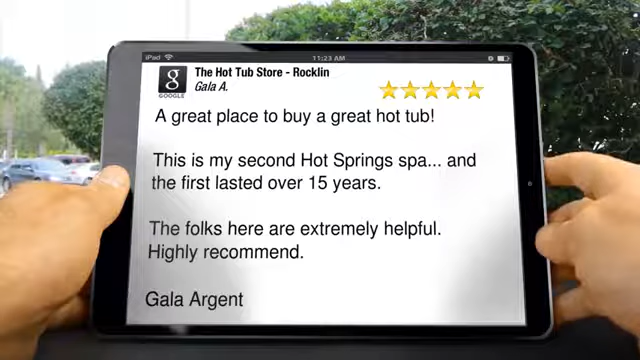 iPad
11:23 AM
The Hot Tub Store - Rocklin
Gala A.
g
GOOGLE
A great place to buy a great hot tub!
This is my second Hot Springs spa... and
the first lasted over 15 years.
The folks here are extremely helpful.
Highly recommend.
Gala Argent